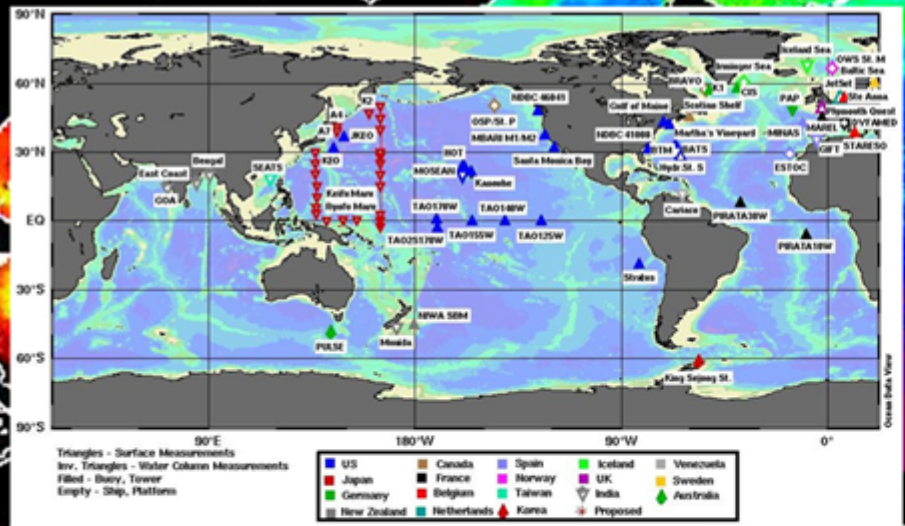 90°N
60°N
30°N
EQ
30°S
60°S
90°S
90°E
180°W
90°W
0°
Iceland Sea
OWS St. M
Irminger Sea
Baltic Sea
BRAVO
K1
CIS
JetSet
Ste Anna
PAP
Plymouth Quest
Scotian Shelf
Gulf of Maine
NDBC 46041
OSP/St. P
K2
A4
A7
JKEO
KEO
MBARI M1/M2
NDBC 41008
Martha's Vineyard
MINAS
MAREL
DYFAMED
STARESO
GIFT
ESTOC
BTM
BATS
Hydr.St. S
Santa Monica Bay
HOT
MOSEAN
Kaneohe
East Coast
Bengal
GOA
SEATS
Keifu Maru
Ryofu Maru
TAO170W
TAO140W
TAO2S170W
TAO155W
TAO125W
Cariaco
PIRATA38W
PIRATA10W
Stratus
NIWA SBM
Munida
PULSE
King Sejong St.
Ocean Data View
Triangles - Surface Measurements
Inv. Triangles - Water Column Measurements
Filled - Buoy, Tower
Empty - Ship, Platform
US
Canada
Spain
Iceland
Venezuela
Japan
France
Norway
UK
Sweden
Germany
Belgium
Taiwan
India
Australia
New Zealand
Netherlands
Korea
Proposed